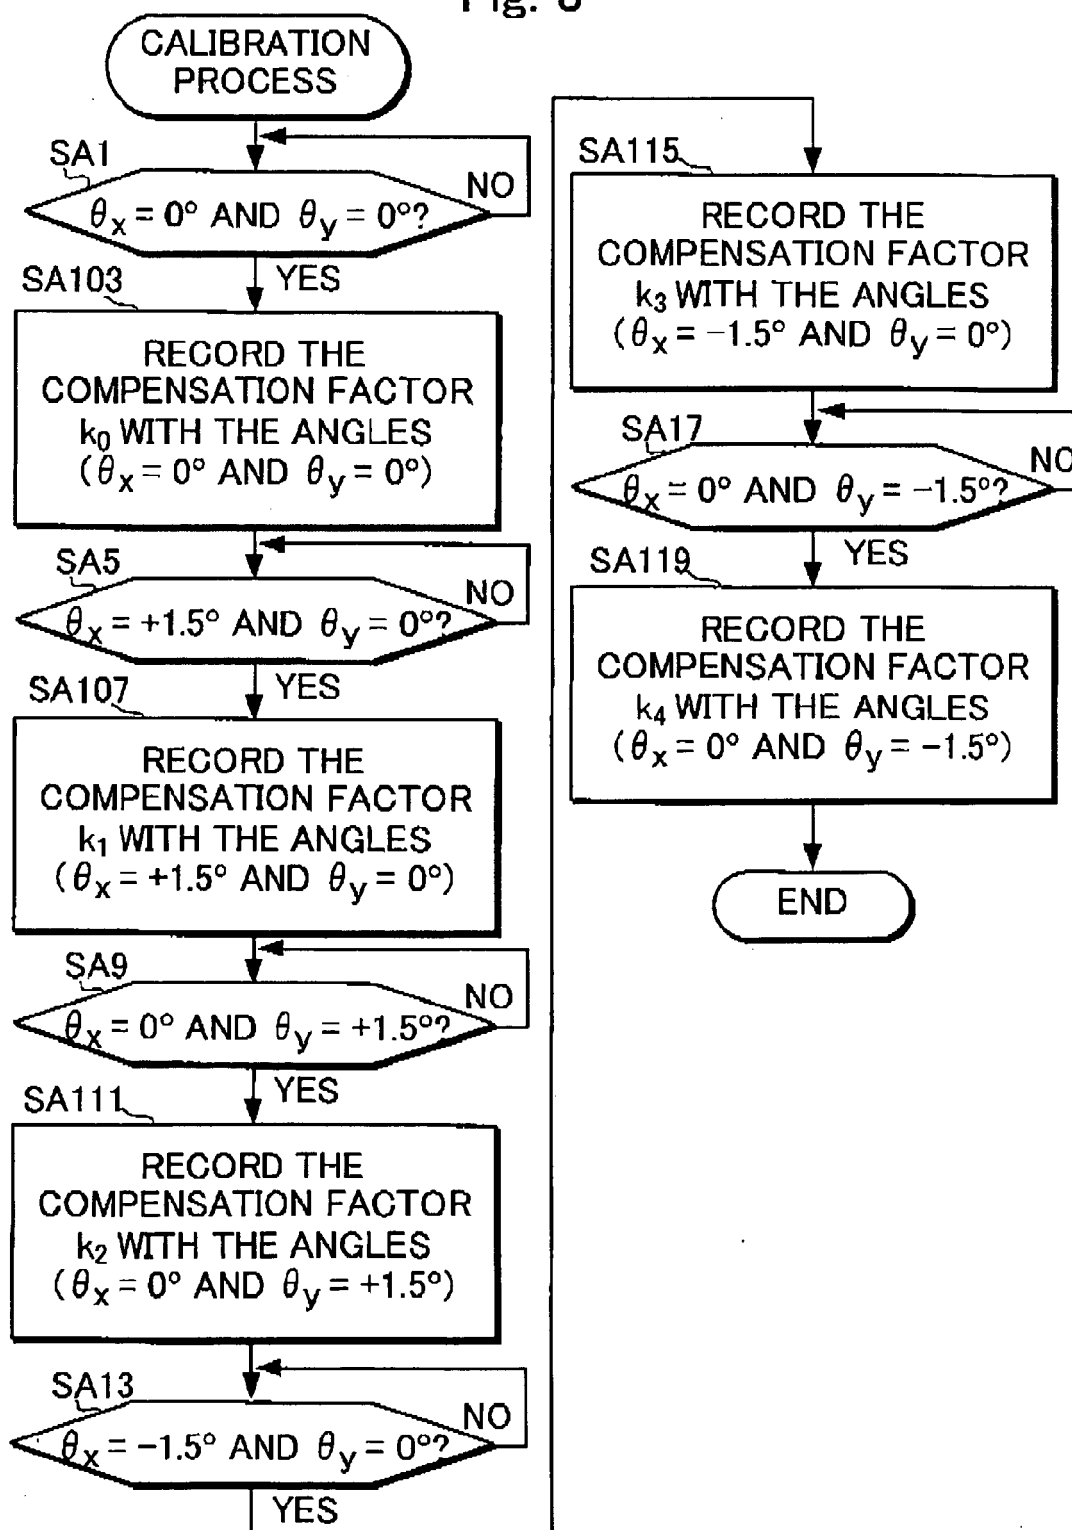 CALIBRATION
PROCESS
SA1
θx = 0° AND θy = 0°?
NO
YES
SA103
RECORD THE
COMPENSATION FACTOR
k0 WITH THE ANGLES
(θx = 0° AND θy = 0°)
SA5
θx = +1.5° AND θy = 0°?
NO
YES
SA107
RECORD THE
COMPENSATION FACTOR
k1 WITH THE ANGLES
(θx = +1.5° AND θy = 0°)
SA9
θx = 0° AND θy = +1.5°?
NO
YES
SA111
RECORD THE
COMPENSATION FACTOR
k2 WITH THE ANGLES
(θx = 0° AND θy = +1.5°)
SA13
θx = −1.5° AND θy = 0°?
NO
YES
SA115
RECORD THE
COMPENSATION FACTOR
k3 WITH THE ANGLES
(θx = −1.5° AND θy = 0°)
SA17
θx = 0° AND θy = −1.5°?
NO
YES
SA119
RECORD THE
COMPENSATION FACTOR
k4 WITH THE ANGLES
(θx = 0° AND θy = −1.5°)
END